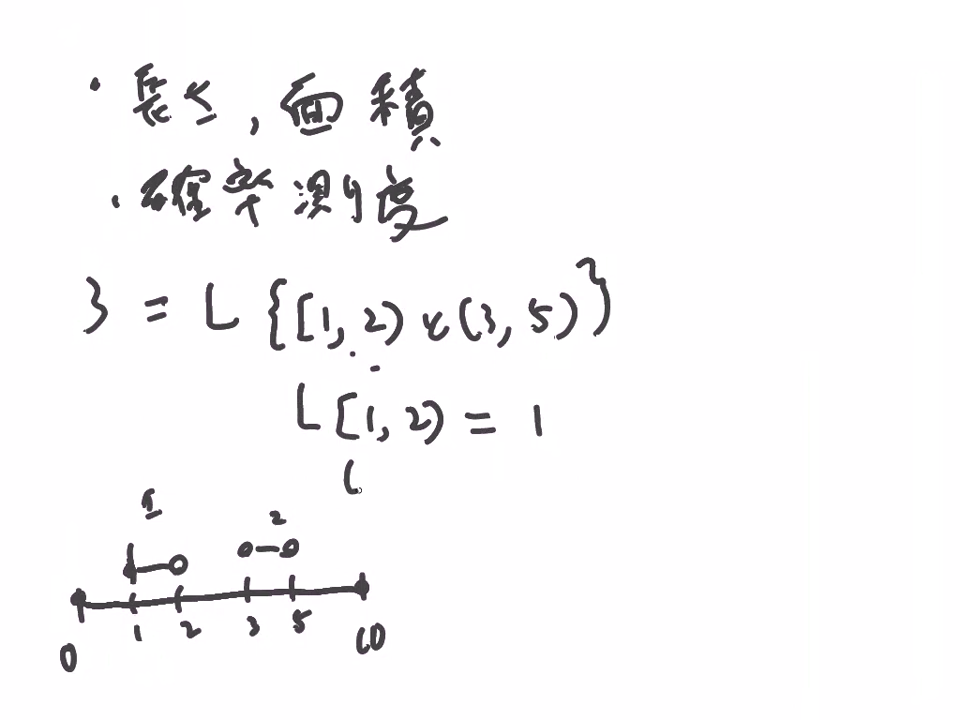 ・長さ, 面積
・確率測度
3 = L {[1, 2) ∪ (3, 5)}
L[1, 2) = 1
(
1 2
0 1 2 3 5 10